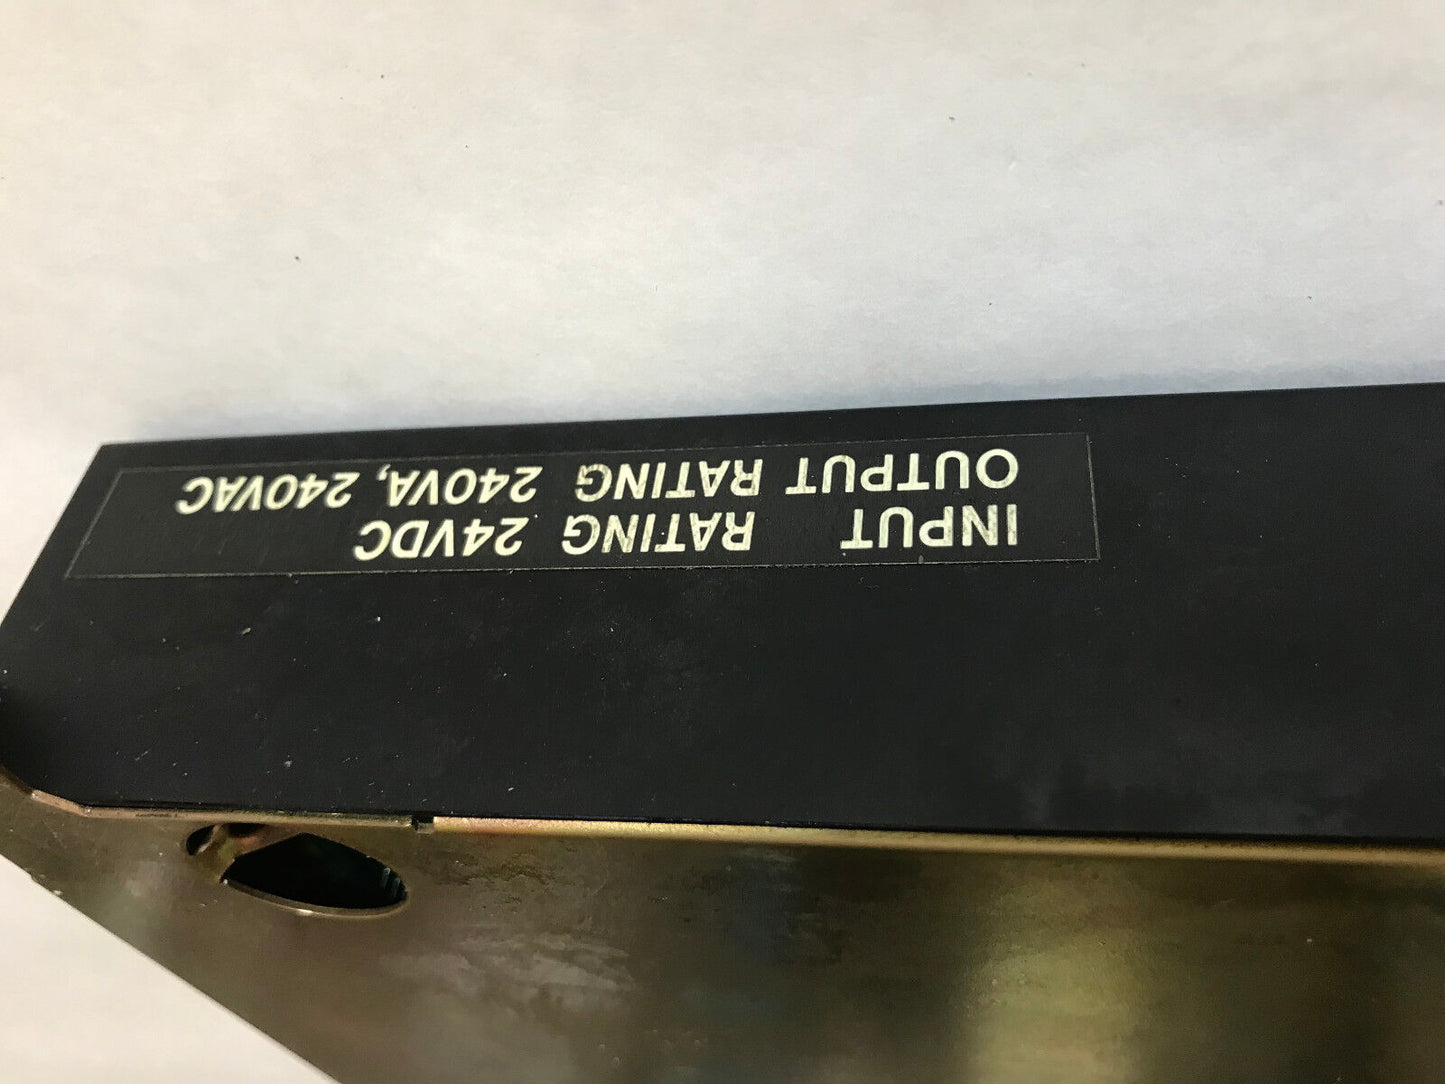 INPUT RATING 24VDC
OUTPUT RATING 240VA, 240VAC